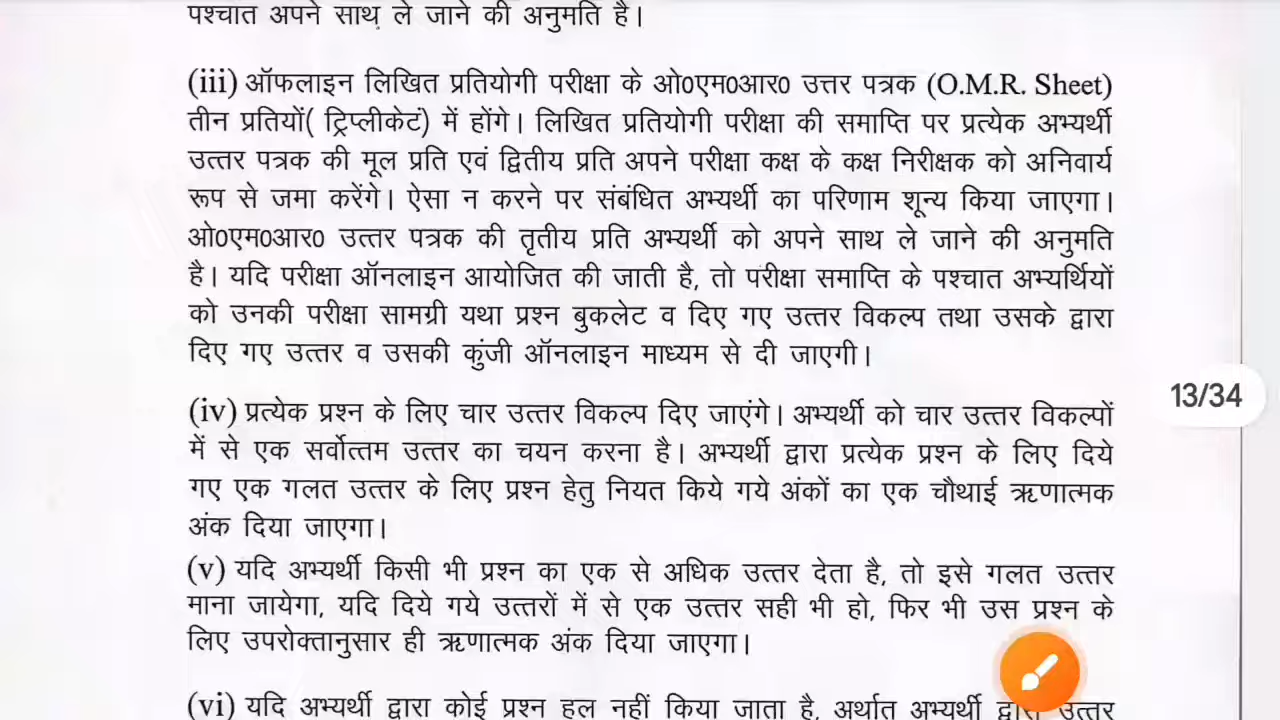 पश्चात अपने साथ ले जाने की अनुमति है।
(iii) ऑफलाइन लिखित प्रतियोगी परीक्षा के ओ0एम0आर0 उत्तर पत्रक (O.M.R. Sheet)
तीन प्रतियों( ट्रिप्लीकेट) में होंगे। लिखित प्रतियोगी परीक्षा की समाप्ति पर प्रत्येक अभ्यर्थी
उत्तर पत्रक की मूल प्रति एवं द्वितीय प्रति अपने परीक्षा कक्ष के कक्ष निरीक्षक को अनिवार्य
रूप से जमा करेंगे। ऐसा न करने पर संबंधित अभ्यर्थी का परिणाम शून्य किया जाएगा।
ओ0एम0आर0 उत्तर पत्रक की तृतीय प्रति अभ्यर्थी को अपने साथ ले जाने की अनुमति
है। यदि परीक्षा ऑनलाइन आयोजित की जाती है, तो परीक्षा समाप्ति के पश्चात अभ्यर्थियों
को उनकी परीक्षा सामग्री यथा प्रश्न बुकलेट व दिए गए उत्तर विकल्प तथा उसके द्वारा
दिए गए उत्तर व उसकी कुंजी ऑनलाइन माध्यम से दी जाएगी।
(iv) प्रत्येक प्रश्न के लिए चार उत्तर विकल्प दिए जाएंगे। अभ्यर्थी को चार उत्तर विकल्पों
में से एक सर्वोत्तम उत्तर का चयन करना है। अभ्यर्थी द्वारा प्रत्येक प्रश्न के लिए दिये
गए एक गलत उत्तर के लिए प्रश्न हेतु नियत किये गये अंकों का एक चौथाई ऋणात्मक
अंक दिया जाएगा।
13/34
(v) यदि अभ्यर्थी किसी भी प्रश्न का एक से अधिक उत्तर देता है, तो इसे गलत उत्तर
माना जायेगा, यदि दिये गये उत्तरों में से एक उत्तर सही भी हो, फिर भी उस प्रश्न के
लिए उपरोक्तानुसार ही ऋणात्मक अंक दिया जाएगा।
(vi) यदि अभ्यर्थी द्वारा कोई प्रश्न हल नहीं किया जाता है, अर्थात अभ्यर्थी द्वारा उत्तर